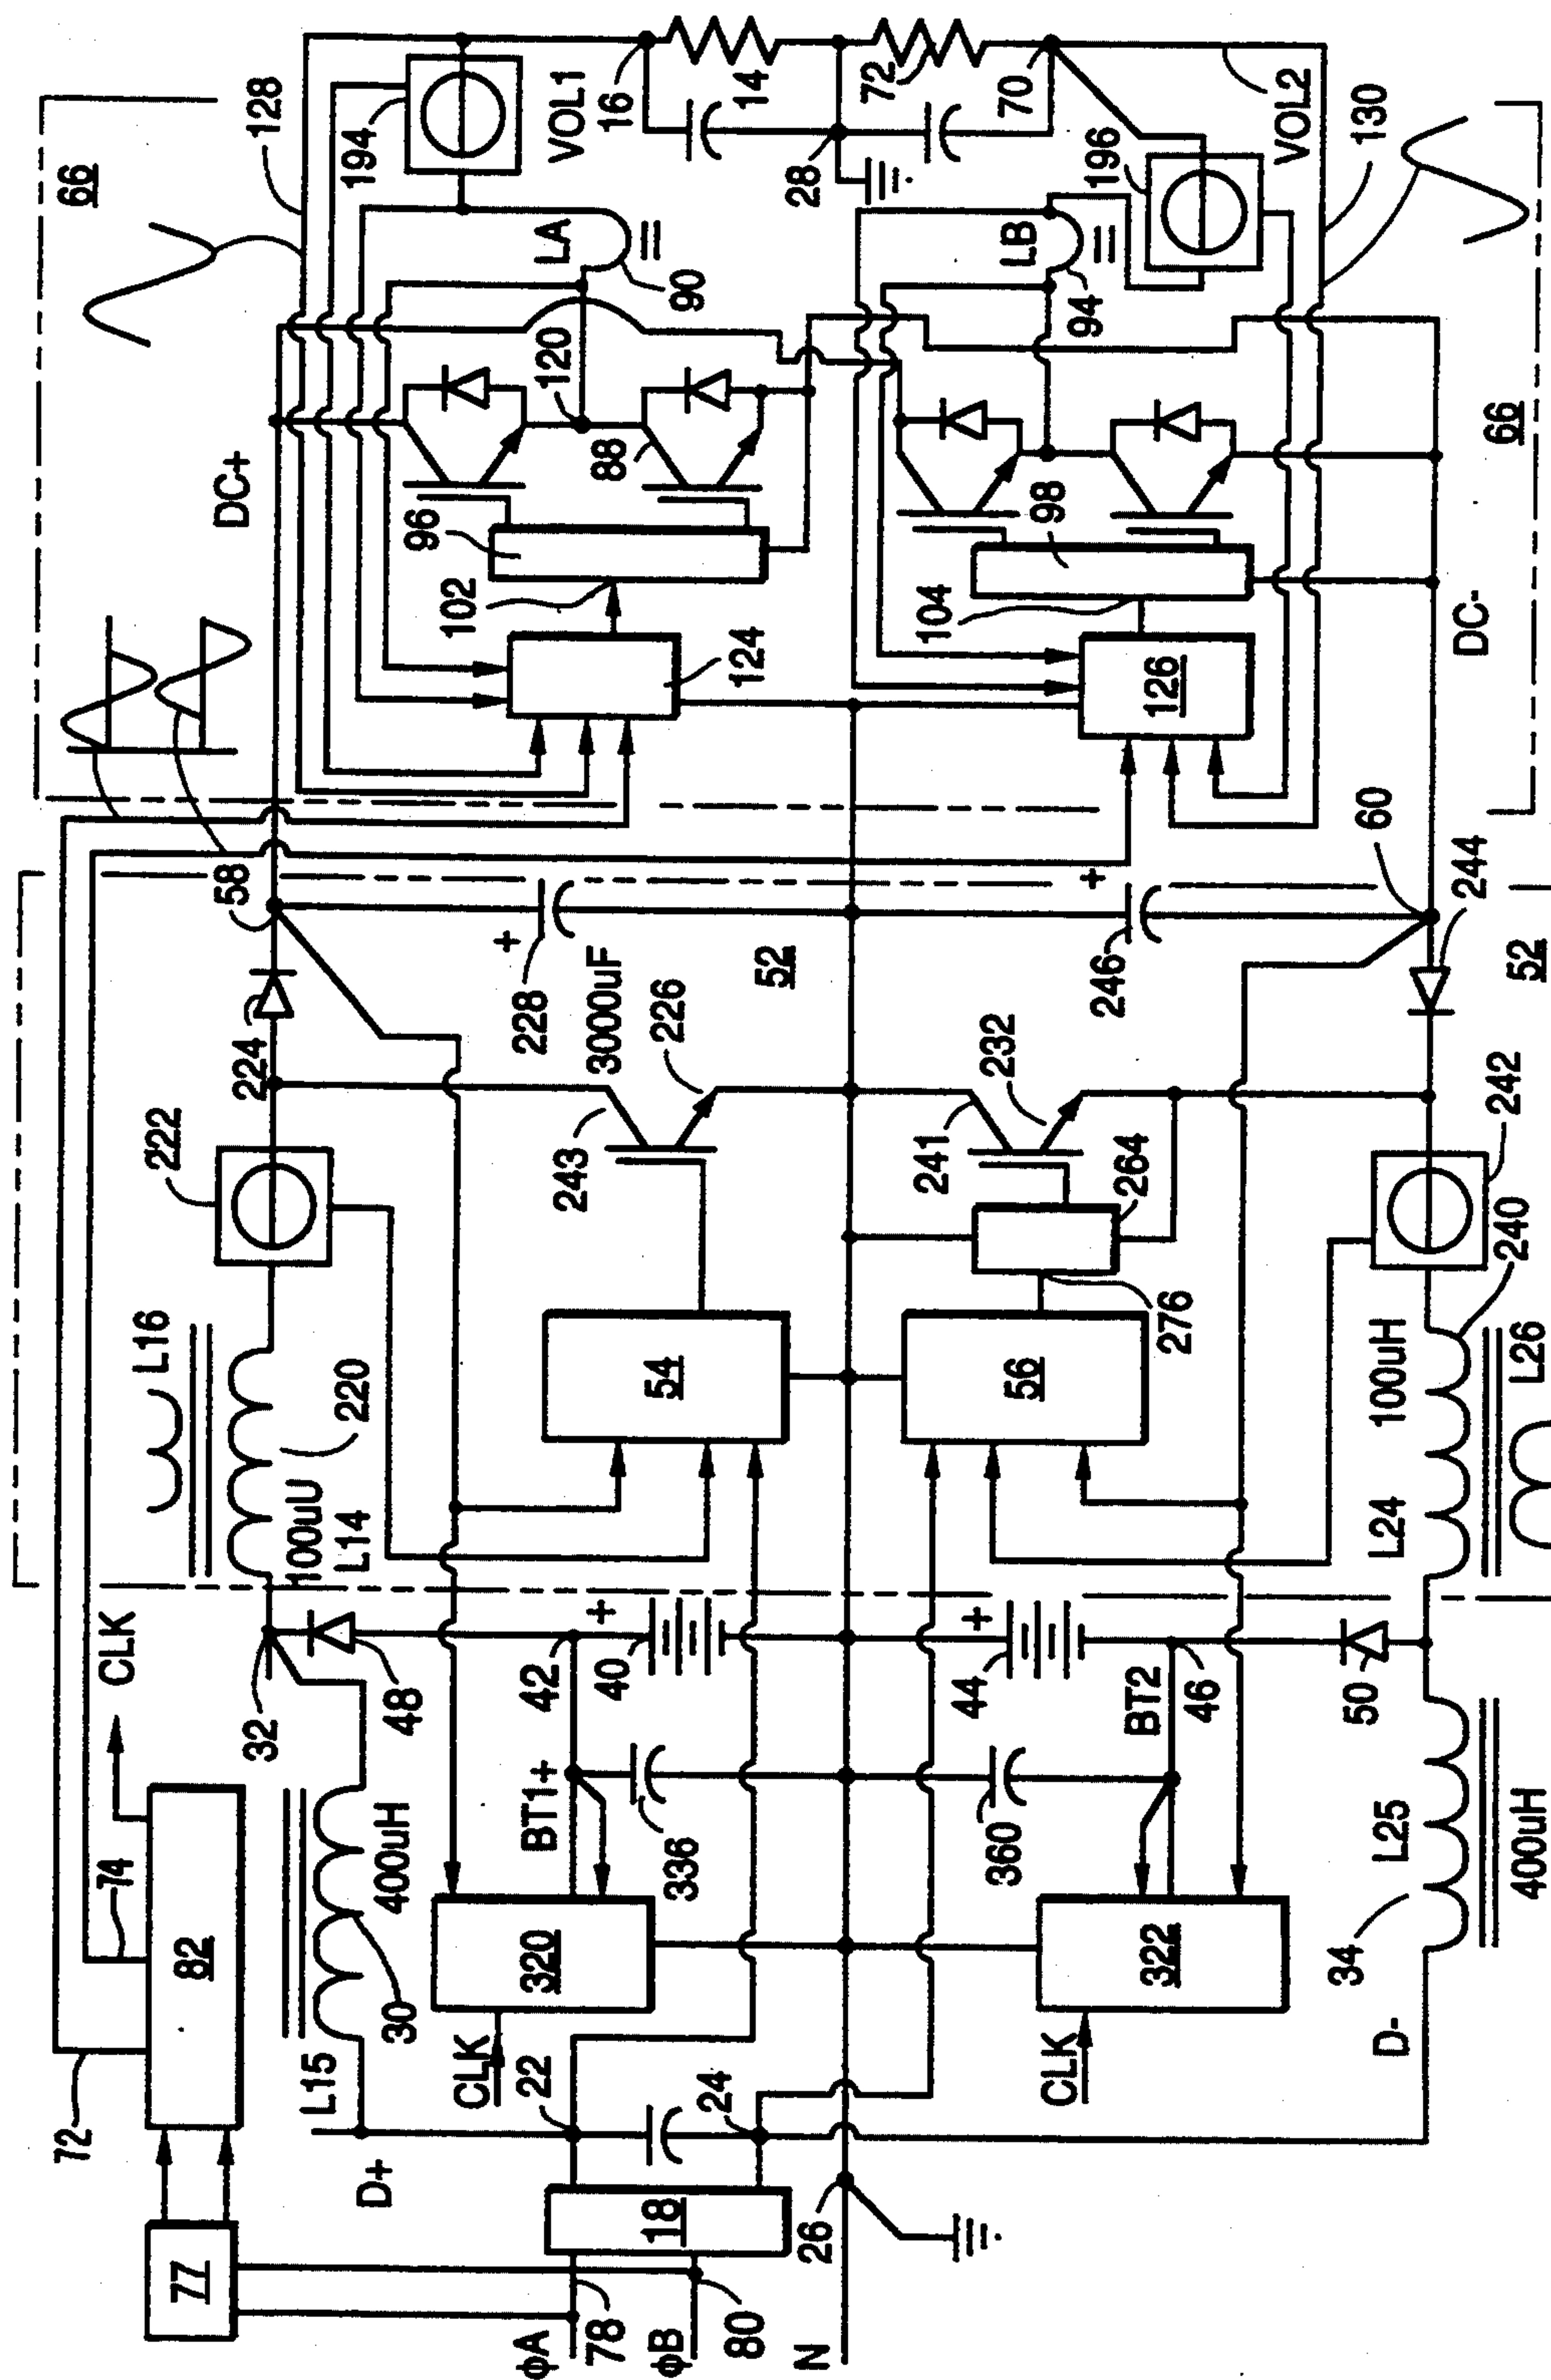 66
128
194
VOL1
16
14
72
70
VOL2
28
196
130
LA
90
LB
94
DC+
120
88
96
102
124
66
98
104
126
DC-
58
60
244
224
228
3000uF
52
246
52
222
243
226
241
232
264
276
242
240
L16
220
100uU
L14
54
56
100uH
L24
L26
CLK
32
48
42
40
44
BT2
46
50
74
82
400uH
30
BT1+
336
360
320
322
L25
34
400uH
72
L15
CLK
22
24
CLK
D-
D+
77
18
26
ΦA
78
ΦB
80
N